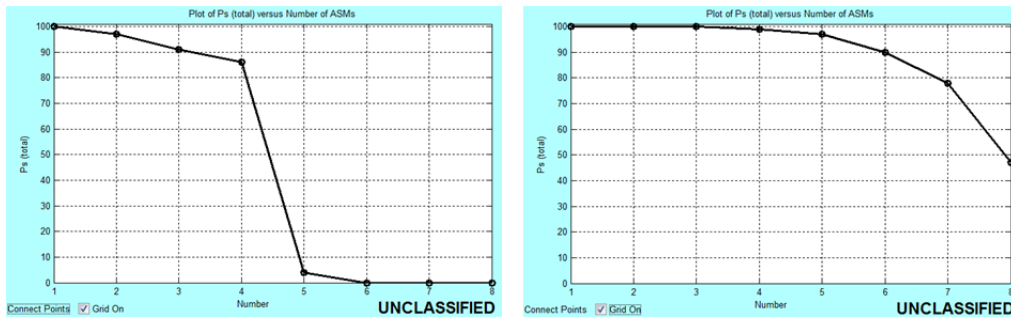 Plot of Ps (total) versus Number of ASMs
100
90
80
70
60
50
40
30
20
10
0
Ps (total)
1 2 3 4 5 6 7 8
Number
Connect Points Grid On
UNCLASSIFIED
Plot of Ps (total) versus Number of ASMs
100
90
80
70
60
50
40
30
20
10
0
Ps (total)
1 2 3 4 5 6 7 8
Number
Connect Points Grid On
UNCLASSIFIED